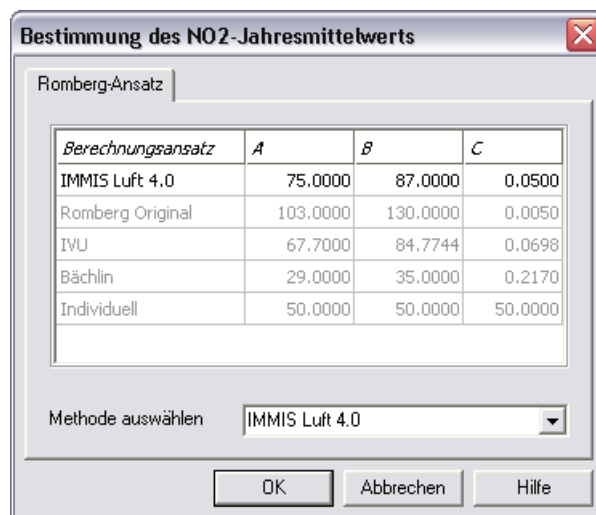 Bestimmung des NO2-Jahresmittelwerts
Romberg-Ansatz
Berechnungsansatz A B C
IMMIS Luft 4.0 75.0000 87.0000 0.0500
Romberg Original 103.0000 130.0000 0.0050
IVU 67.7000 84.7744 0.0698
Bächlin 29.0000 35.0000 0.2170
Individuell 50.0000 50.0000 50.0000
Methode auswählen IMMIS Luft 4.0
OK Abbrechen Hilfe